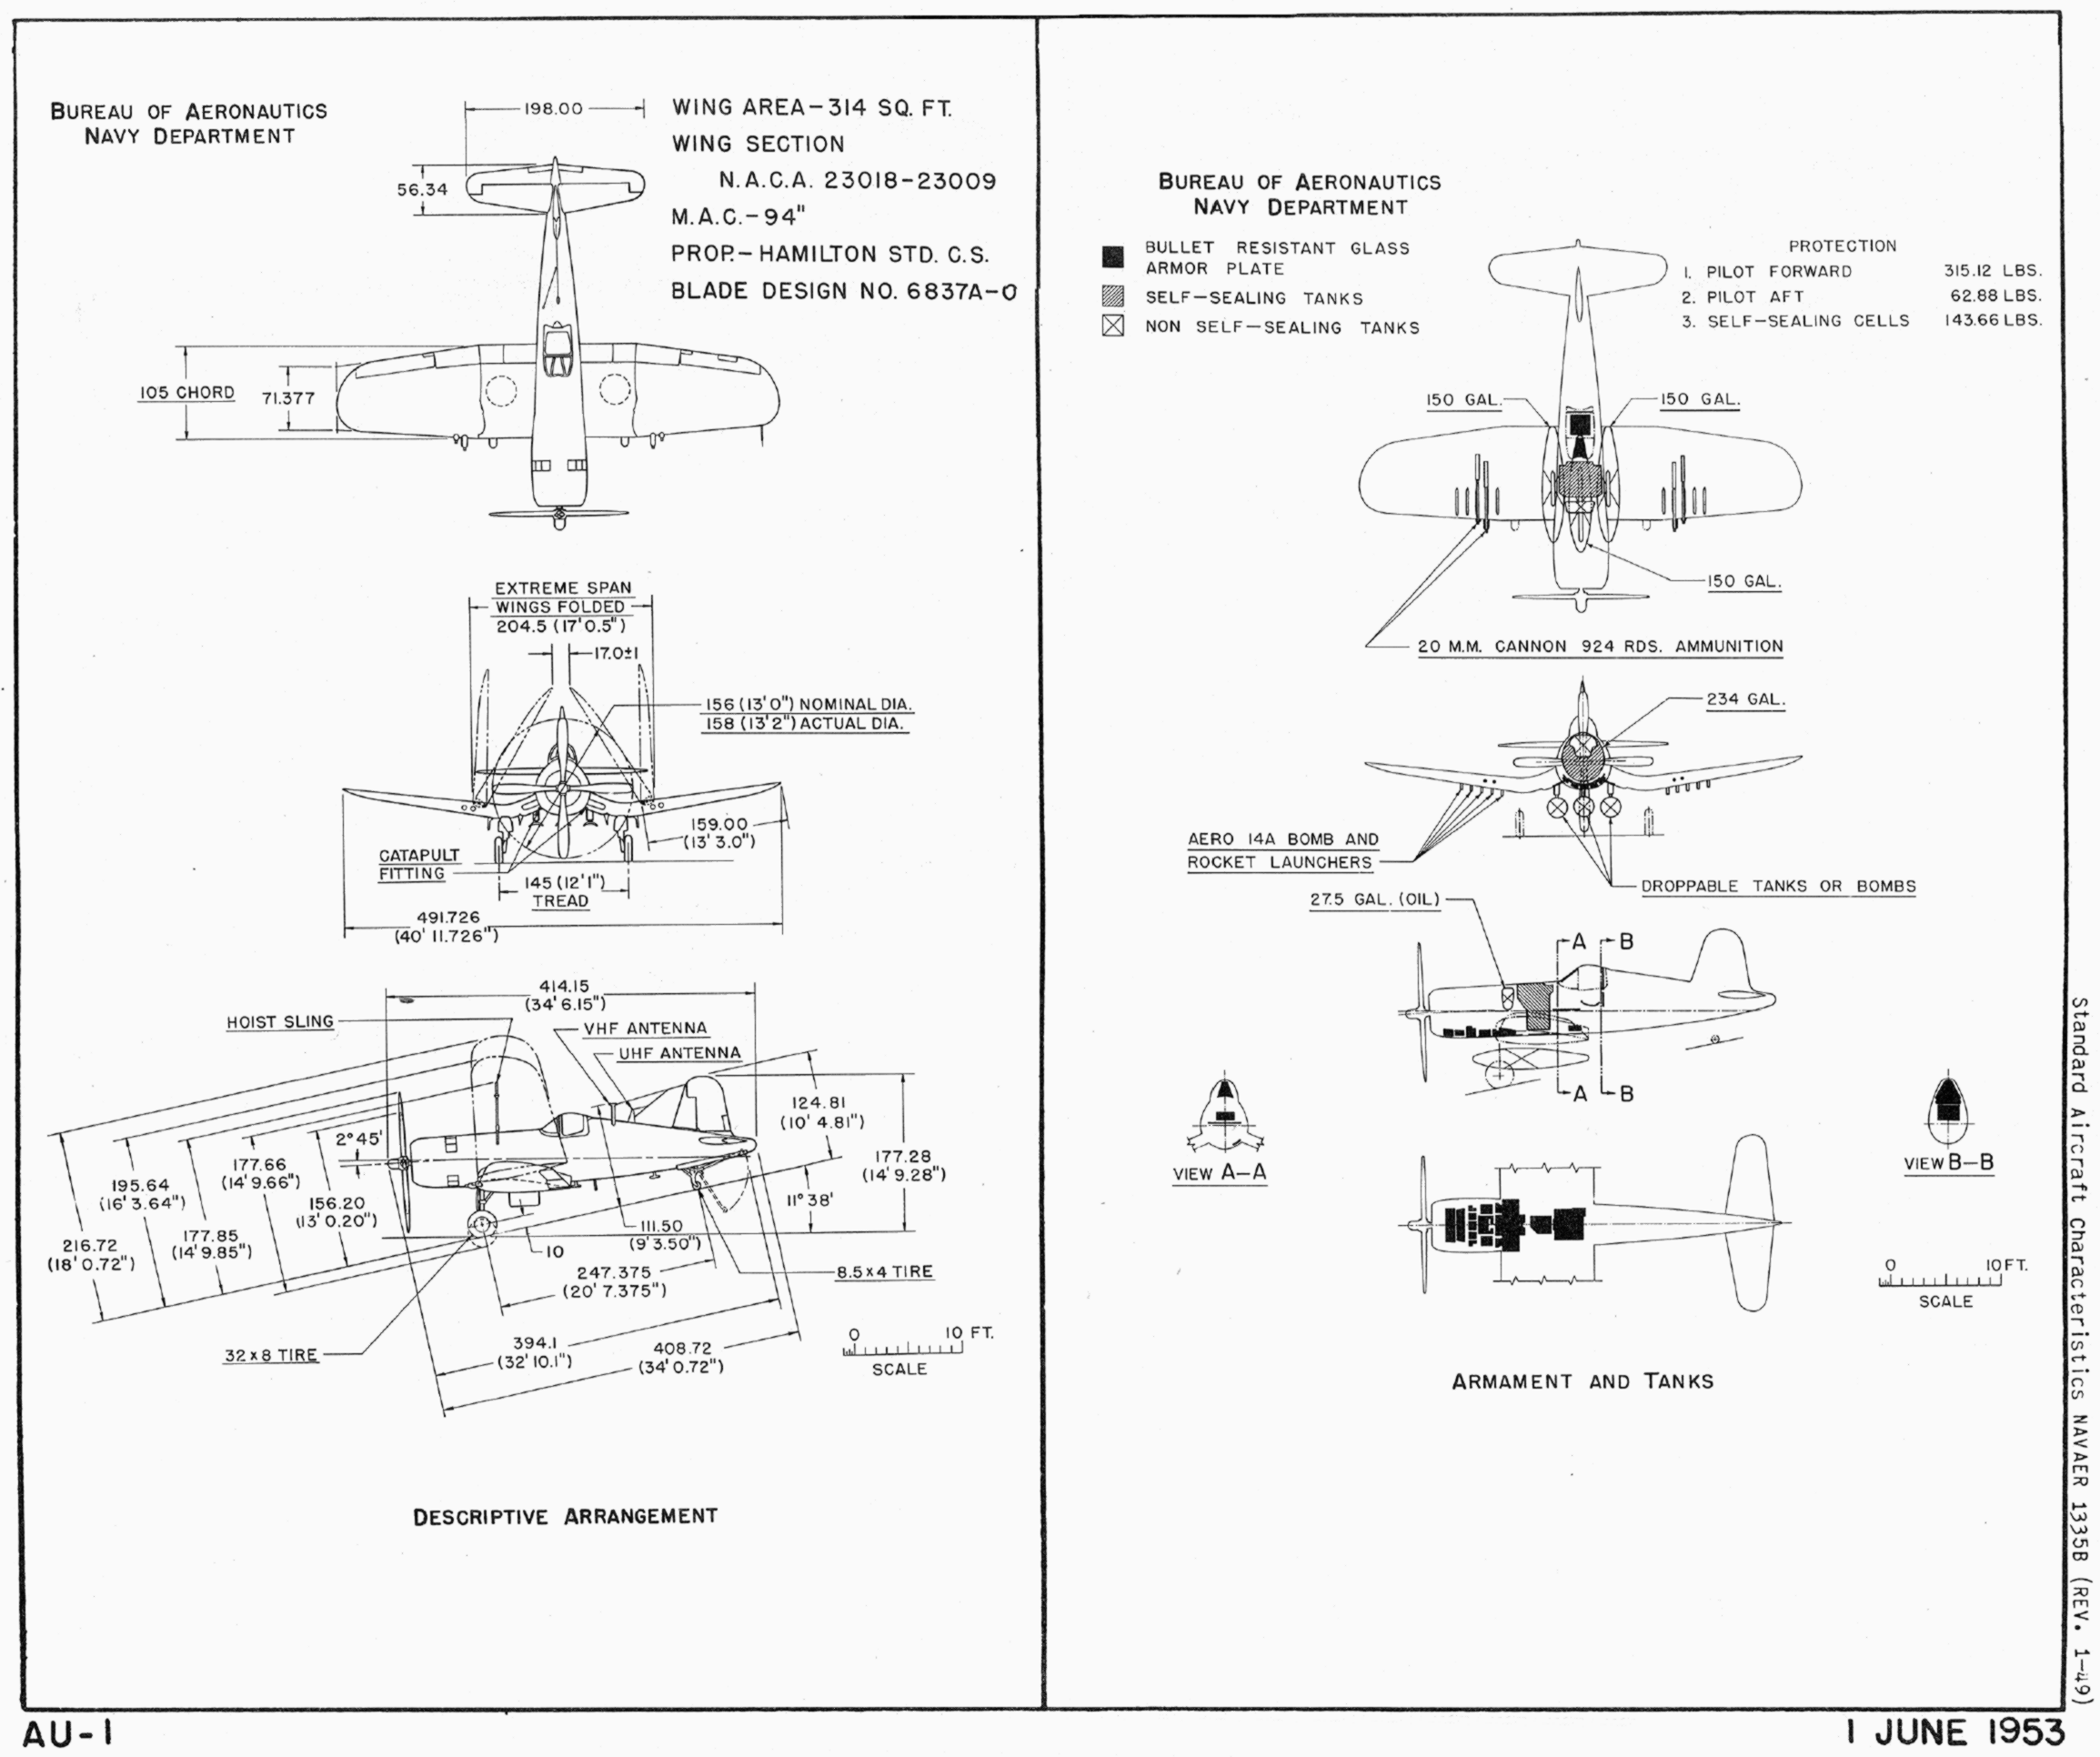 BUREAU OF AERONAUTICS
NAVY DEPARTMENT
198.00
56.34
WING AREA-314 SQ. FT.
WING SECTION
N.A.C.A. 23018-23009
M.A.C.-94"
PROP.-HAMILTON STD. C.S.
BLADE DESIGN NO. 6837A-0
105 CHORD
71.377
EXTREME SPAN
WINGS FOLDED
204.5 (17'0.5")
17.0±1
156 (13'0") NOMINAL DIA.
158 (13'2") ACTUAL DIA.
159.00
(13' 3.0")
CATAPULT
FITTING
145 (12'1")
TREAD
491.726
(40' 11.726")
414.15
(34' 6.15")
HOIST SLING
VHF ANTENNA
UHF ANTENNA
124.81
(10' 4.81")
2°45'
177.28
(14' 9.28")
177.66
(14' 9.66")
195.64
(16' 3.64")
156.20
(13' 0.20")
11°38'
177.85
(14' 9.85")
216.72
(18' 0.72")
111.50
(9' 3.50")
10
247.375
(20' 7.375")
8.5×4 TIRE
32×8 TIRE
394.1
(32' 10.1")
408.72
(34' 0.72")
0 10 FT.
SCALE
DESCRIPTIVE ARRANGEMENT
BUREAU OF AERONAUTICS
NAVY DEPARTMENT
BULLET RESISTANT GLASS
ARMOR PLATE
SELF-SEALING TANKS
NON SELF-SEALING TANKS
PROTECTION
1. PILOT FORWARD 315.12 LBS.
2. PILOT AFT 62.88 LBS.
3. SELF-SEALING CELLS 143.66 LBS.
150 GAL.
150 GAL.
150 GAL.
20 M.M. CANNON 924 RDS. AMMUNITION
234 GAL.
AERO 14A BOMB AND
ROCKET LAUNCHERS
DROPPABLE TANKS OR BOMBS
27.5 GAL. (OIL)
A B
A B
VIEW A-A
VIEW B-B
0 10 FT.
SCALE
ARMAMENT AND TANKS
Standard Aircraft Characteristics NAVAER 1335B (REV. 1-49)
AU-1
1 JUNE 1953